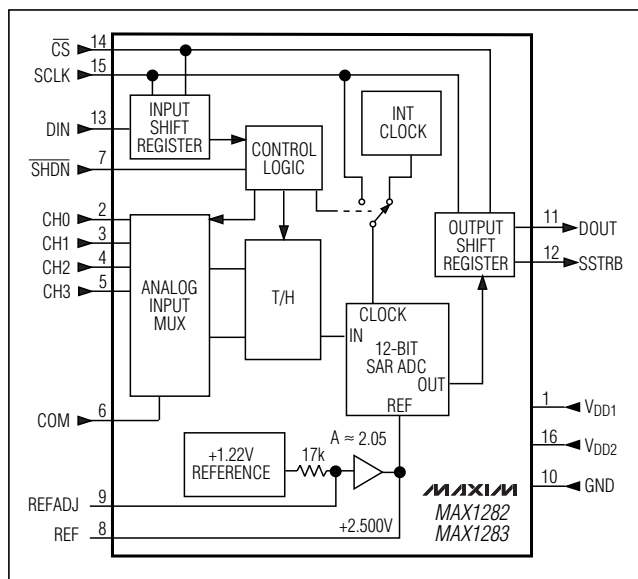 CS 14
SCLK 15
DIN 13
SHDN 7
CH0 2
CH1 3
CH2 4
CH3 5
COM 6
REFADJ 9
REF 8
INPUT
SHIFT
REGISTER
CONTROL
LOGIC
INT
CLOCK
ANALOG
INPUT
MUX
T/H
CLOCK
IN
12-BIT
SAR ADC
OUT
REF
OUTPUT
SHIFT
REGISTER
11 DOUT
12 SSTRB
+1.22V
REFERENCE
17k
A ≈ 2.05
+2.500V
1 VDD1
16 VDD2
10 GND
MAXIM
MAX1282
MAX1283